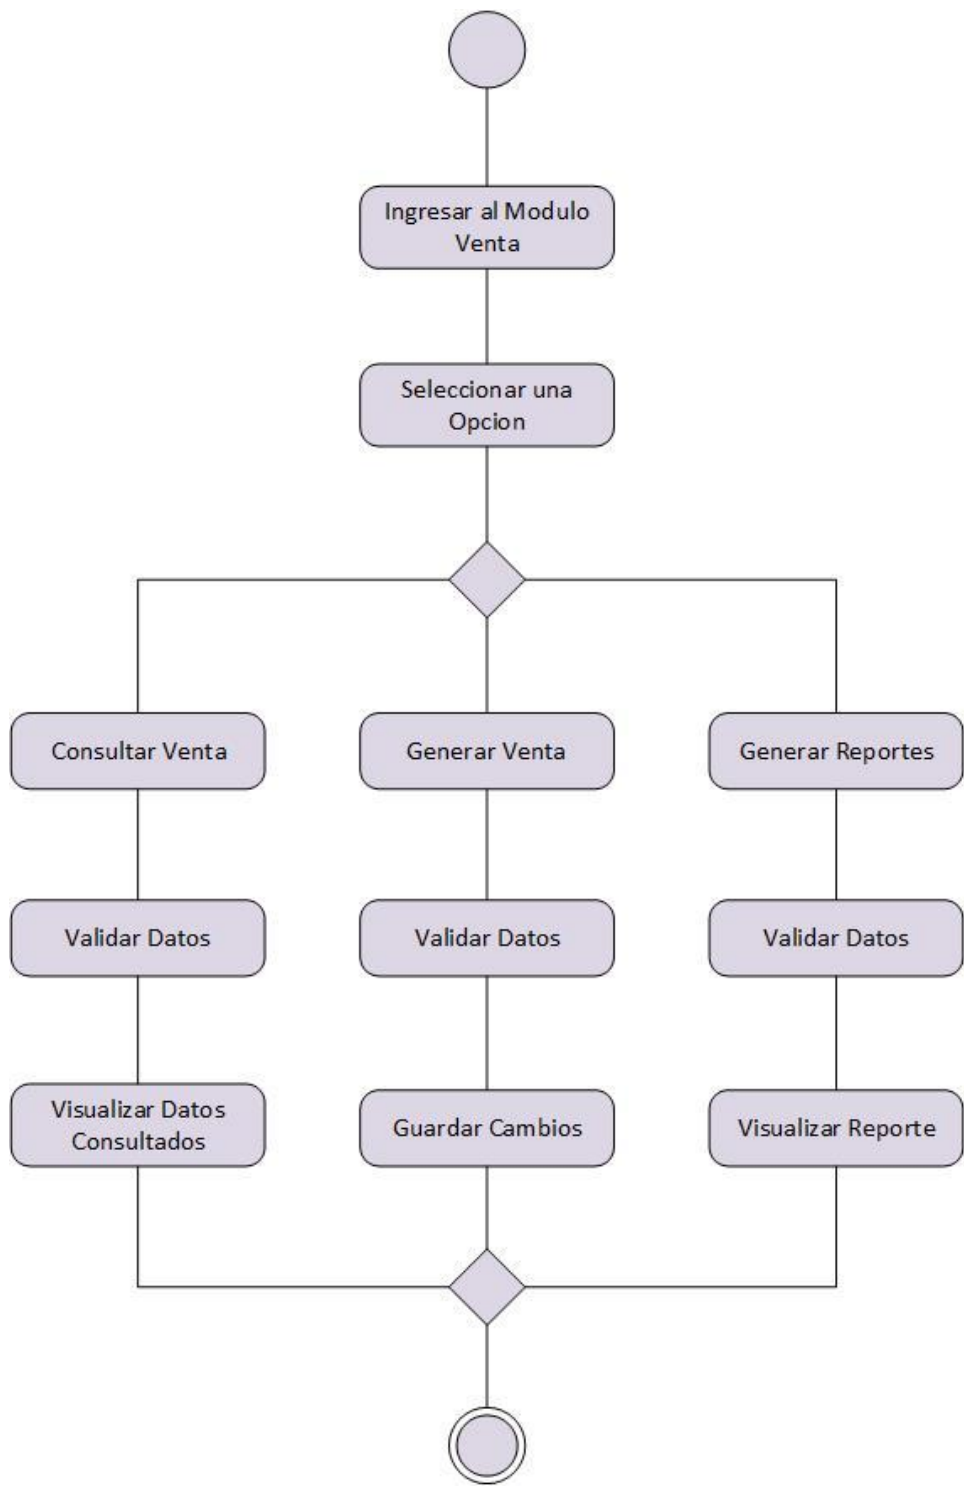 Ingresar al Modulo
Venta
Seleccionar una
Opcion
Consultar Venta
Generar Venta
Generar Reportes
Validar Datos
Validar Datos
Validar Datos
Visualizar Datos
Consultados
Guardar Cambios
Visualizar Reporte